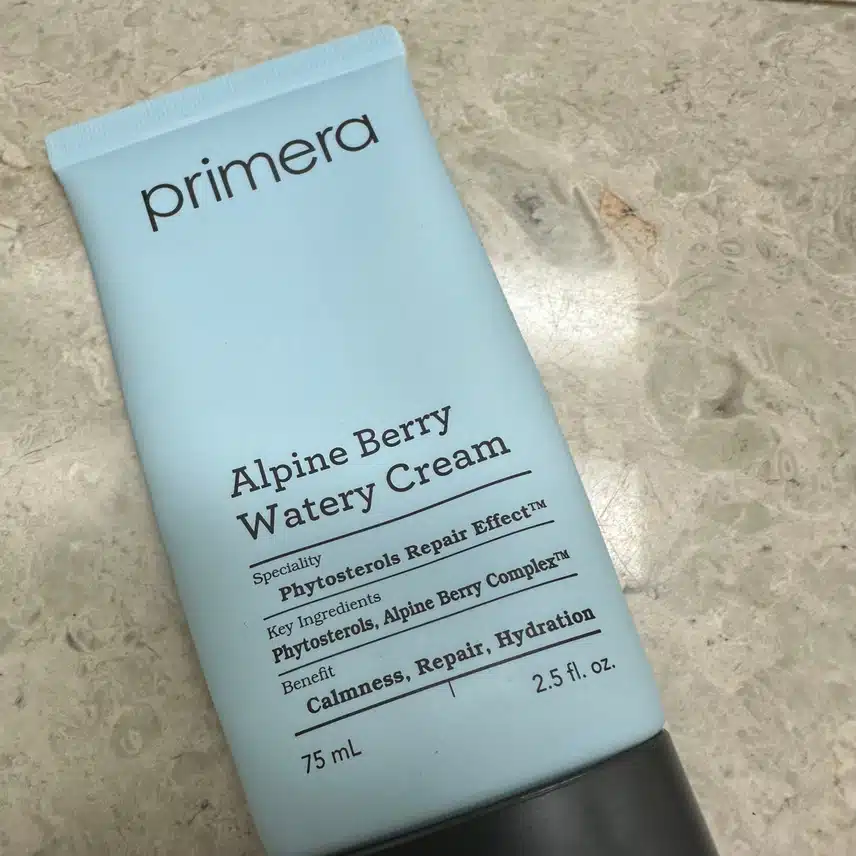 primera
Alpine Berry
Watery Cream
Speciality
Phytosterols Repair Effect™
Key Ingredients
Phytosterols, Alpine Berry Complex™
Benefit
Calmness, Repair, Hydration
75 mL
2.5 fl. oz.